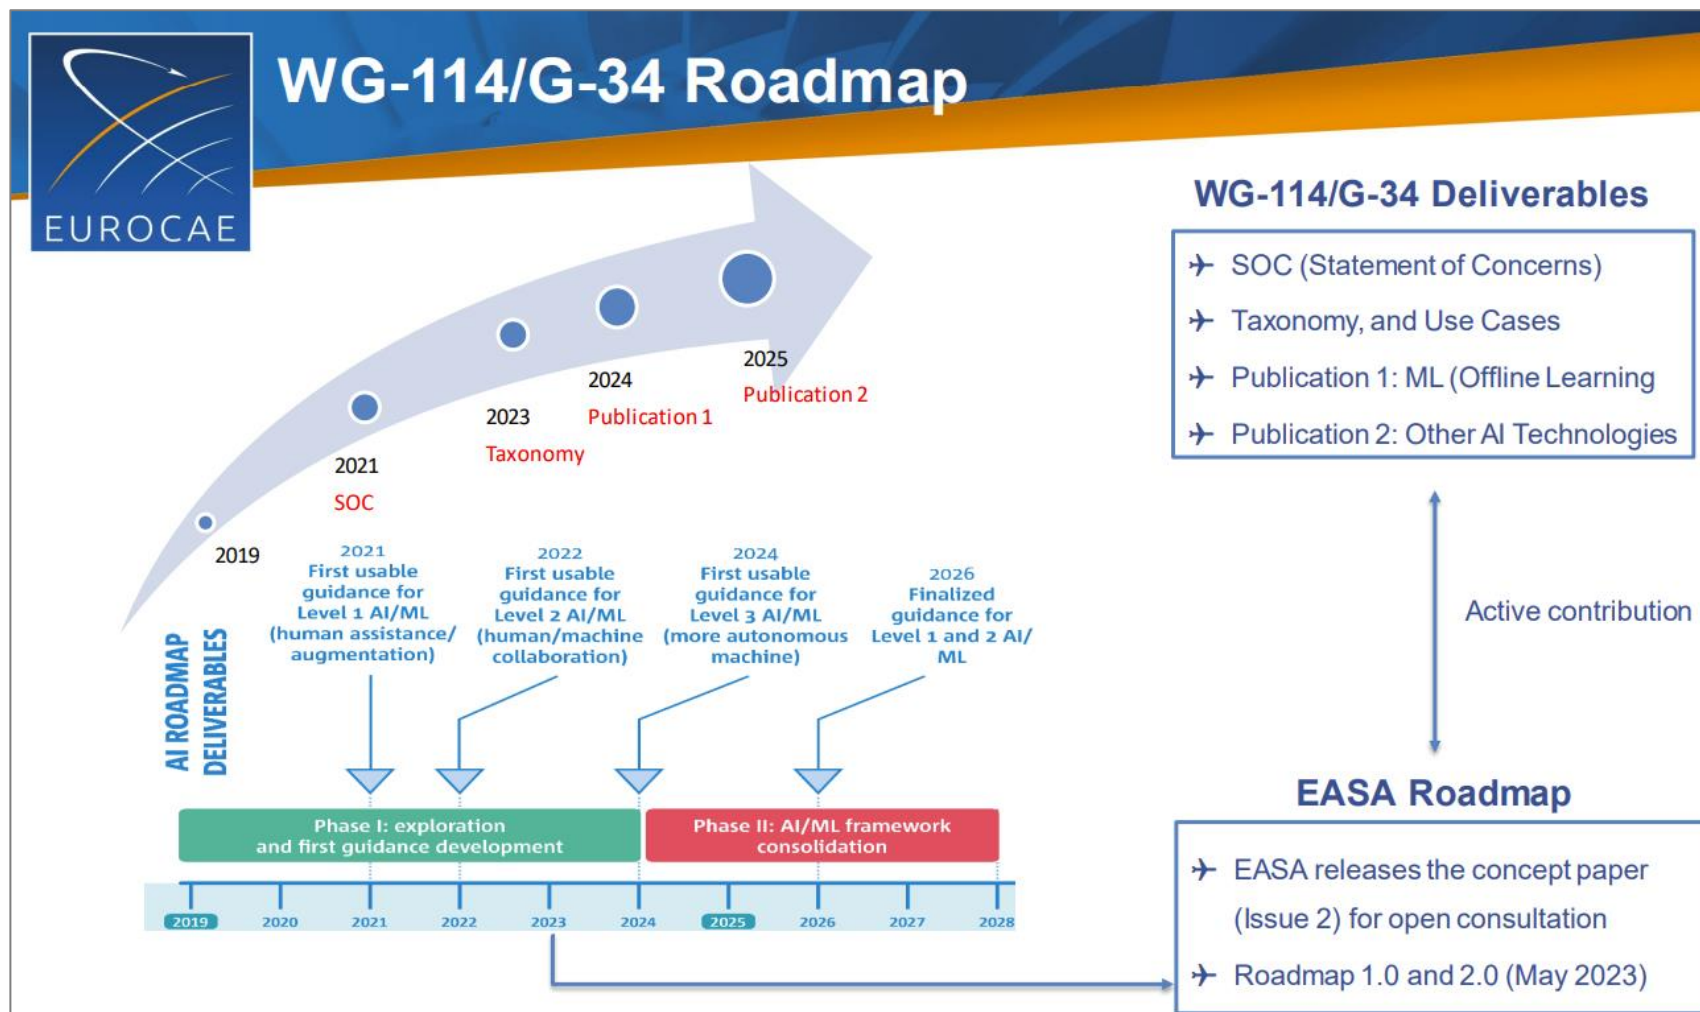 WG-114/G-34 Roadmap
EUROCAE
WG-114/G-34 Deliverables
SOC (Statement of Concerns)
Taxonomy, and Use Cases
Publication 1: ML (Offline Learning
Publication 2: Other AI Technologies
2019
2021
SOC
2023
Taxonomy
2024
Publication 1
2025
Publication 2
AI ROADMAP
DELIVERABLES
2021
First usable
guidance for
Level 1 AI/ML
(human assistance/
augmentation)
2022
First usable
guidance for
Level 2 AI/ML
(human/machine
collaboration)
2024
First usable
guidance for
Level 3 AI/ML
(more autonomous
machine)
2026
Finalized
guidance for
Level 1 and 2 AI/
ML
Active contribution
Phase I: exploration
and first guidance development
Phase II: AI/ML framework
consolidation
2019 2020 2021 2022 2023 2024 2025 2026 2027 2028
EASA Roadmap
EASA releases the concept paper
(Issue 2) for open consultation
Roadmap 1.0 and 2.0 (May 2023)